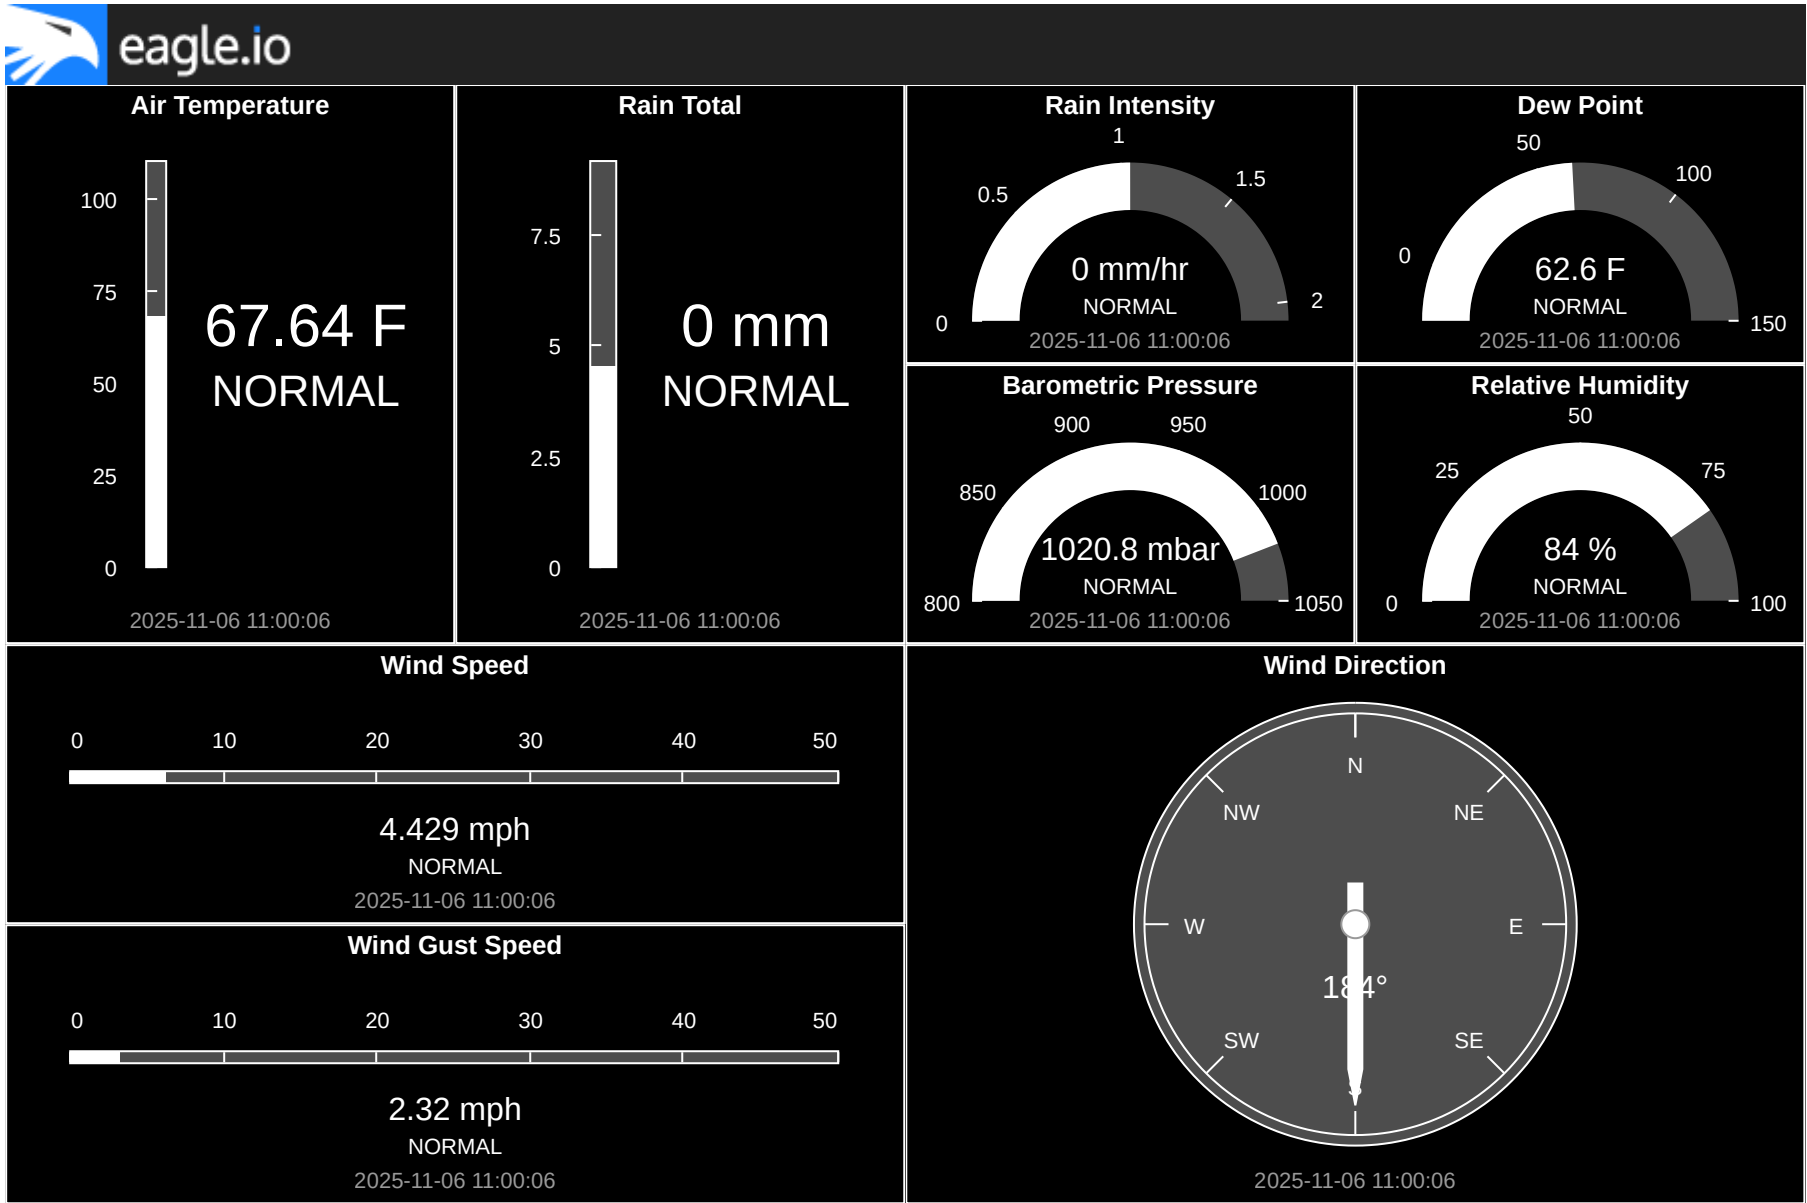 eagle.io
Air Temperature
100
75
50
25
0
67.64 F
NORMAL
2025-11-06 11:00:06
Rain Total
7.5
5
2.5
0
0 mm
NORMAL
2025-11-06 11:00:06
Rain Intensity
0
0.5
1
1.5
2
0 mm/hr
NORMAL
2025-11-06 11:00:06
Dew Point
0
50
100
150
62.6 F
NORMAL
2025-11-06 11:00:06
Barometric Pressure
800
850
900
950
1000
1050
1020.8 mbar
NORMAL
2025-11-06 11:00:06
Relative Humidity
0
25
50
75
100
84 %
NORMAL
2025-11-06 11:00:06
Wind Speed
0 10 20 30 40 50
4.429 mph
NORMAL
2025-11-06 11:00:06
Wind Gust Speed
0 10 20 30 40 50
2.32 mph
NORMAL
2025-11-06 11:00:06
Wind Direction
N
NW NE
W E
184°
SW SE
S
2025-11-06 11:00:06